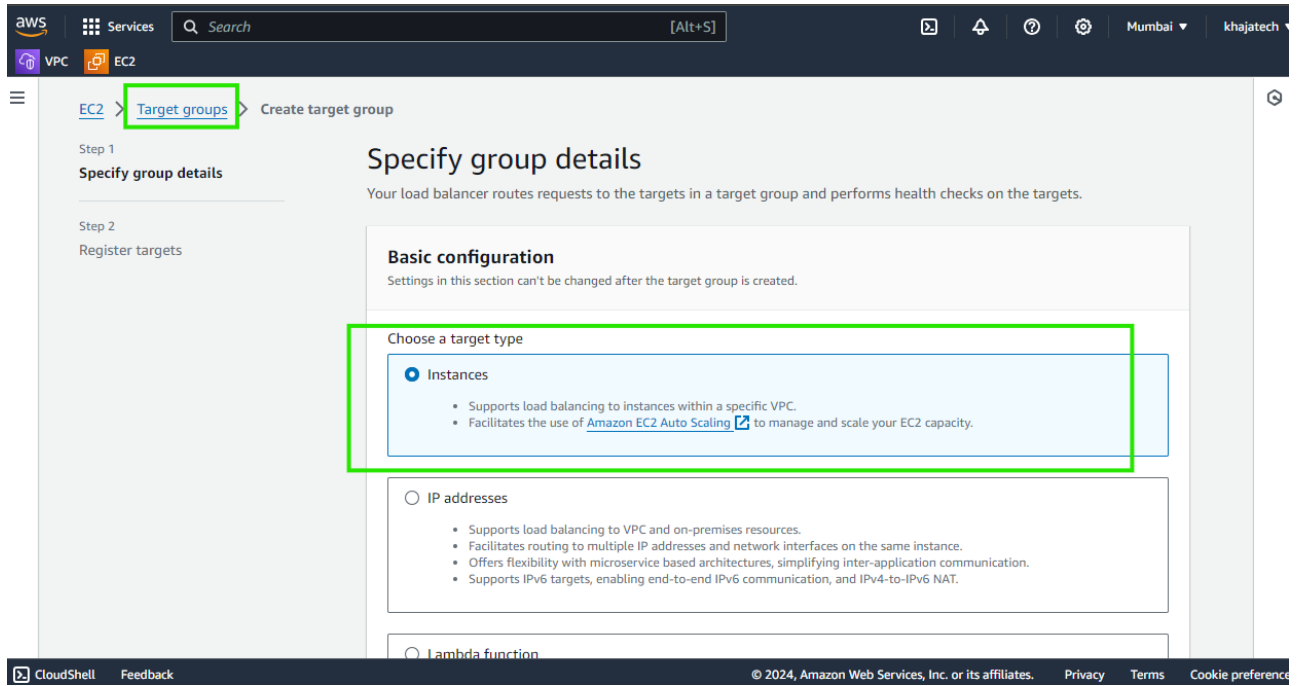 aws Services Search [Alt+S] Mumbai khajatech
VPC EC2
EC2 Target groups Create target group
Step 1
Specify group details
Step 2
Register targets
Specify group details
Your load balancer routes requests to the targets in a target group and performs health checks on the targets.
Basic configuration
Settings in this section can't be changed after the target group is created.
Choose a target type
Instances
• Supports load balancing to instances within a specific VPC.
• Facilitates the use of Amazon EC2 Auto Scaling to manage and scale your EC2 capacity.
IP addresses
• Supports load balancing to VPC and on-premises resources.
• Facilitates routing to multiple IP addresses and network interfaces on the same instance.
• Offers flexibility with microservice based architectures, simplifying inter-application communication.
• Supports IPv6 targets, enabling end-to-end IPv6 communication, and IPv4-to-IPv6 NAT.
Lambda function
CloudShell Feedback © 2024, Amazon Web Services, Inc. or its affiliates. Privacy Terms Cookie preference